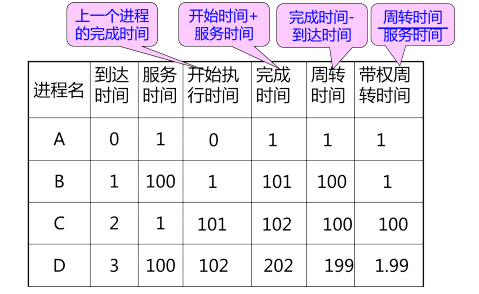 上一个进程
的完成时间
开始时间+
服务时间
完成时间-
到达时间
周转时间
服务时间
进程名 到达时间 服务时间 开始执行时间 完成时间 周转时间 带权周转时间
A 0 1 0 1 1 1
B 1 100 1 101 100 1
C 2 1 101 102 100 100
D 3 100 102 202 199 1.99